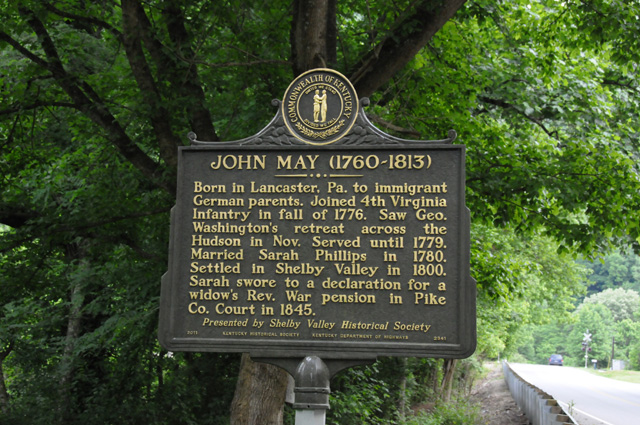 COMMONWEALTH OF KENTUCKY
JOHN MAY (1760-1813)
Born in Lancaster, Pa. to immigrant
German parents. Joined 4th Virginia
Infantry in fall of 1776. Saw Geo.
Washington's retreat across the
Hudson in Nov. Served until 1779.
Married Sarah Phillips in 1780.
Settled in Shelby Valley in 1800.
Sarah swore to a declaration for a
widow's Rev. War pension in Pike
Co. Court in 1845.
Presented by Shelby Valley Historical Society
KENTUCKY HISTORICAL SOCIETY KENTUCKY DEPARTMENT OF HIGHWAYS